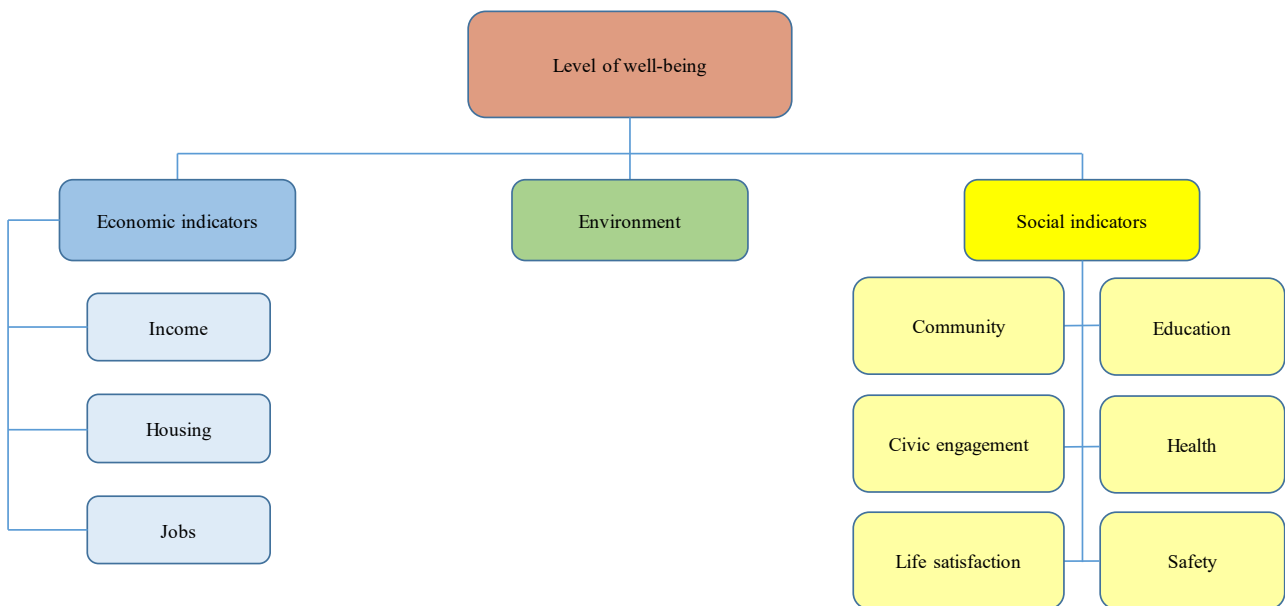 Level of well-being
Economic indicators
Environment
Social indicators
Income
Housing
Jobs
Community
Education
Civic engagement
Health
Life satisfaction
Safety